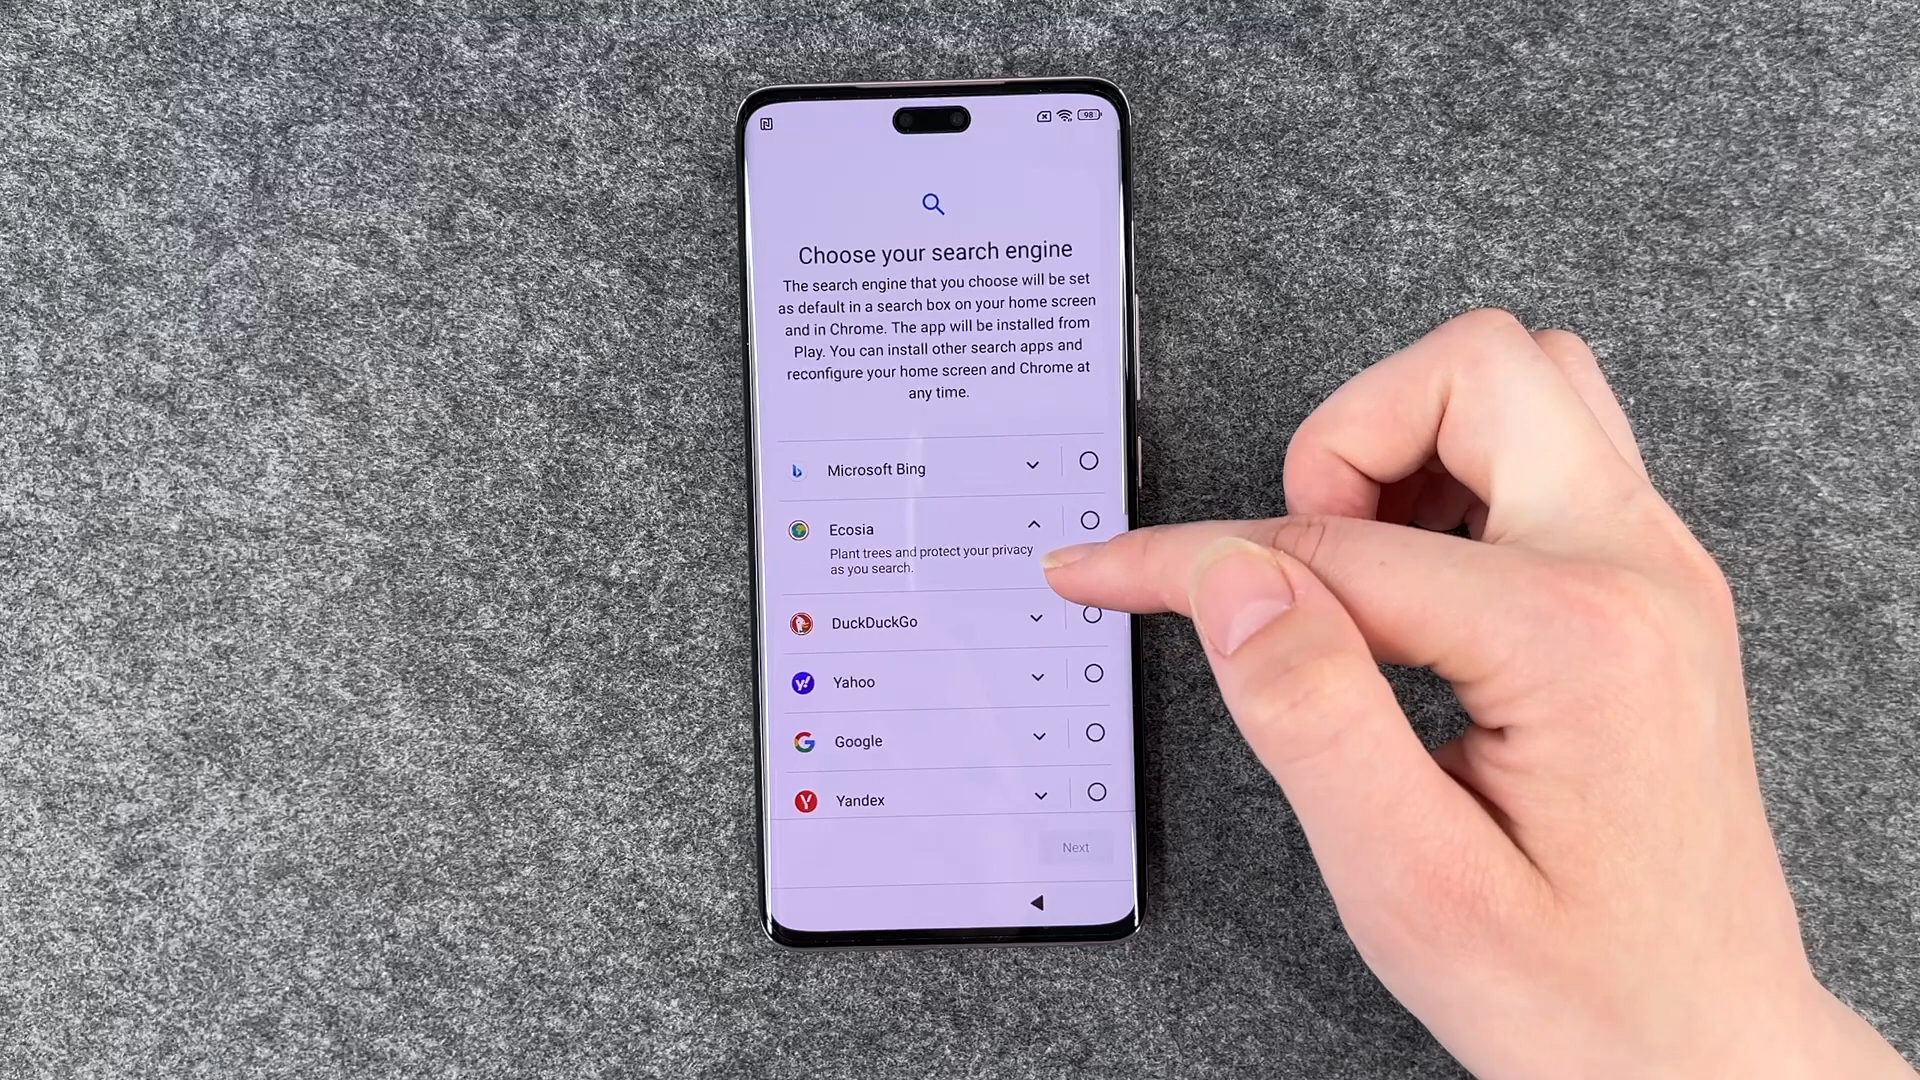 98
Choose your search engine
The search engine that you choose will be set
as default in a search box on your home screen
and in Chrome. The app will be installed from
Play. You can install other search apps and
reconfigure your home screen and Chrome at
any time.
Microsoft Bing
Ecosia
Plant trees and protect your privacy
as you search.
DuckDuckGo
y! Yahoo
Google
Y Yandex
Next